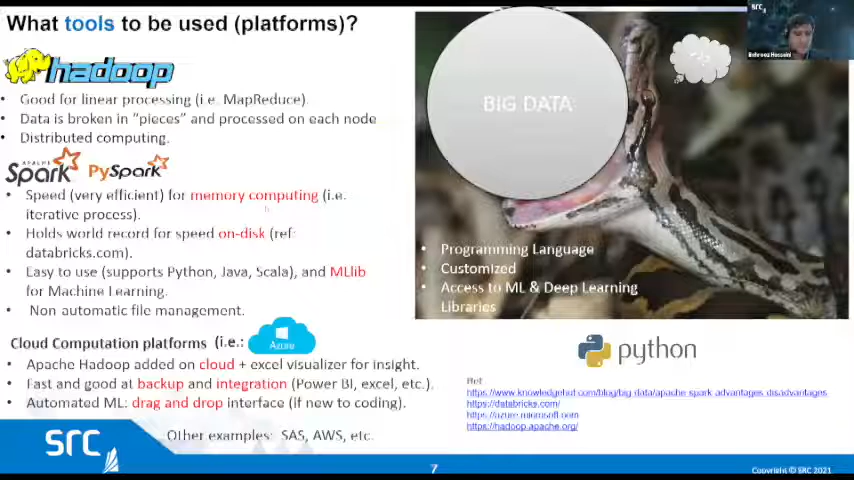 What tools to be used (platforms)?
hadoop
• Good for linear processing (i.e. MapReduce).
• Data is broken in "pieces" and processed on each node
• Distributed computing.
APACHE
Spark
PySpark
• Speed (very efficient) for memory computing (i.e.
iterative process).
• Holds world record for speed on-disk (ref:
databricks.com).
• Easy to use (supports Python, Java, Scala), and MLlib
for Machine Learning.
• Non-automatic file management.
Cloud Computation platforms (i.e.:
Azure
• Apache Hadoop added on cloud + excel visualizer for insight.
• Fast and good at backup and integration (Power BI, excel, etc.).
• Automated ML: drag and drop interface (if new to coding).
Other examples: SAS, AWS, etc.
BIG DATA
• Programming Language
• Customized
• Access to ML & Deep Learning
Libraries
python
Ref
https://www.knowledgehut.com/blog/big-data/apache-spark-advantages-disadvantages
https://databricks.com/
https://azure.microsoft.com
https://hadoop.apache.org/
src
7
Copyright © SRC 2021
SRC
Behrooz Hosseini